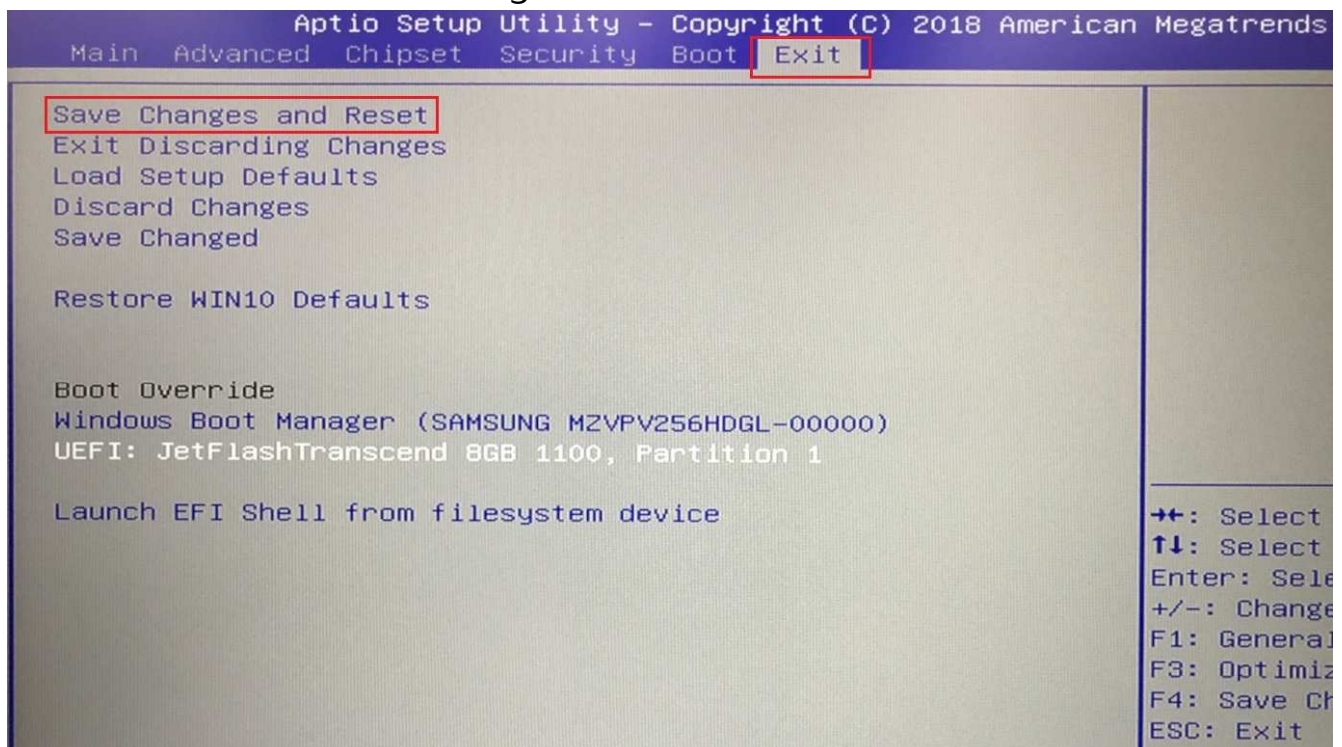 Aptio Setup Utility – Copyright (C) 2018 American Megatrends
Main Advanced Chipset Security Boot Exit
Save Changes and Reset
Exit Discarding Changes
Load Setup Defaults
Discard Changes
Save Changed
Restore WIN10 Defaults
Boot Override
Windows Boot Manager (SAMSUNG MZVPV256HDGL-00000)
UEFI: JetFlashTranscend 8GB 1100, Partition 1
Launch EFI Shell from filesystem device
→←: Select
↑↓: Select
Enter: Sele
+/-: Change
F1: General
F3: Optimiz
F4: Save Ch
ESC: Exit